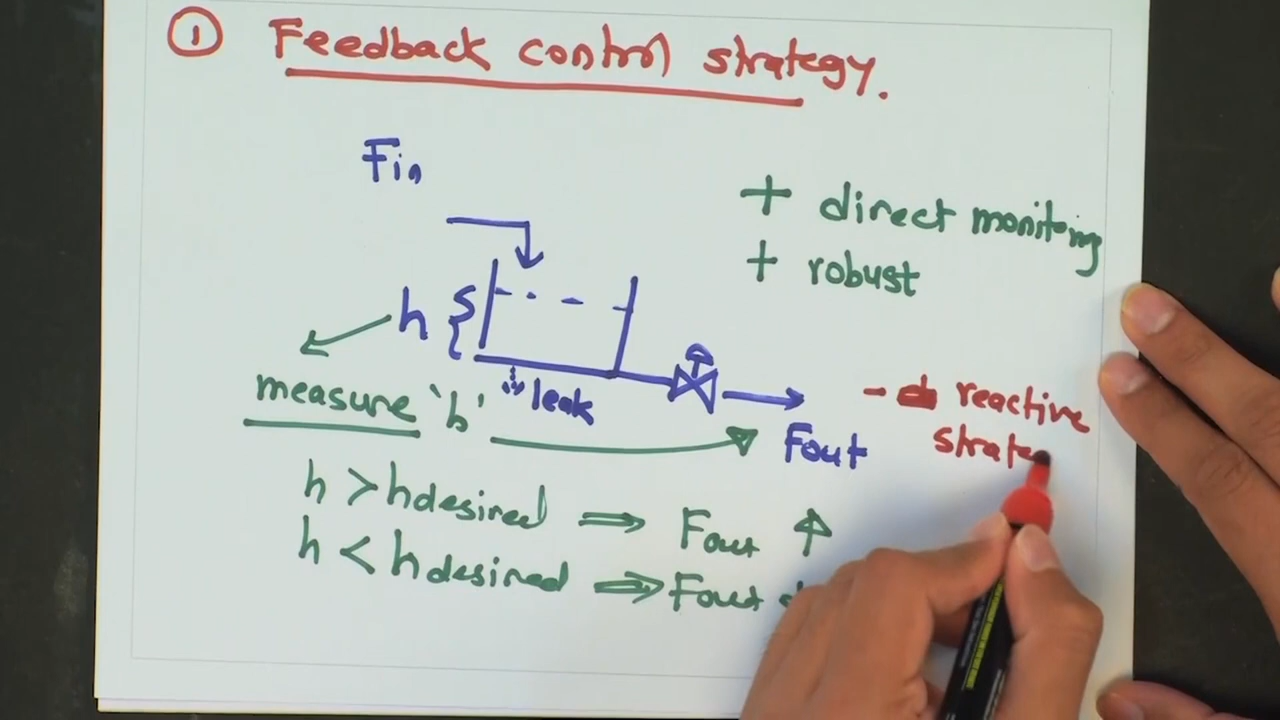 ① Feedback control strategy.
Fin
+ direct monitoring
+ robust
h
leak
Fout
measure 'h'
- reactive
strate
h > hdesired ⇒ Fout ↑
h < hdesired ⇒ Fout